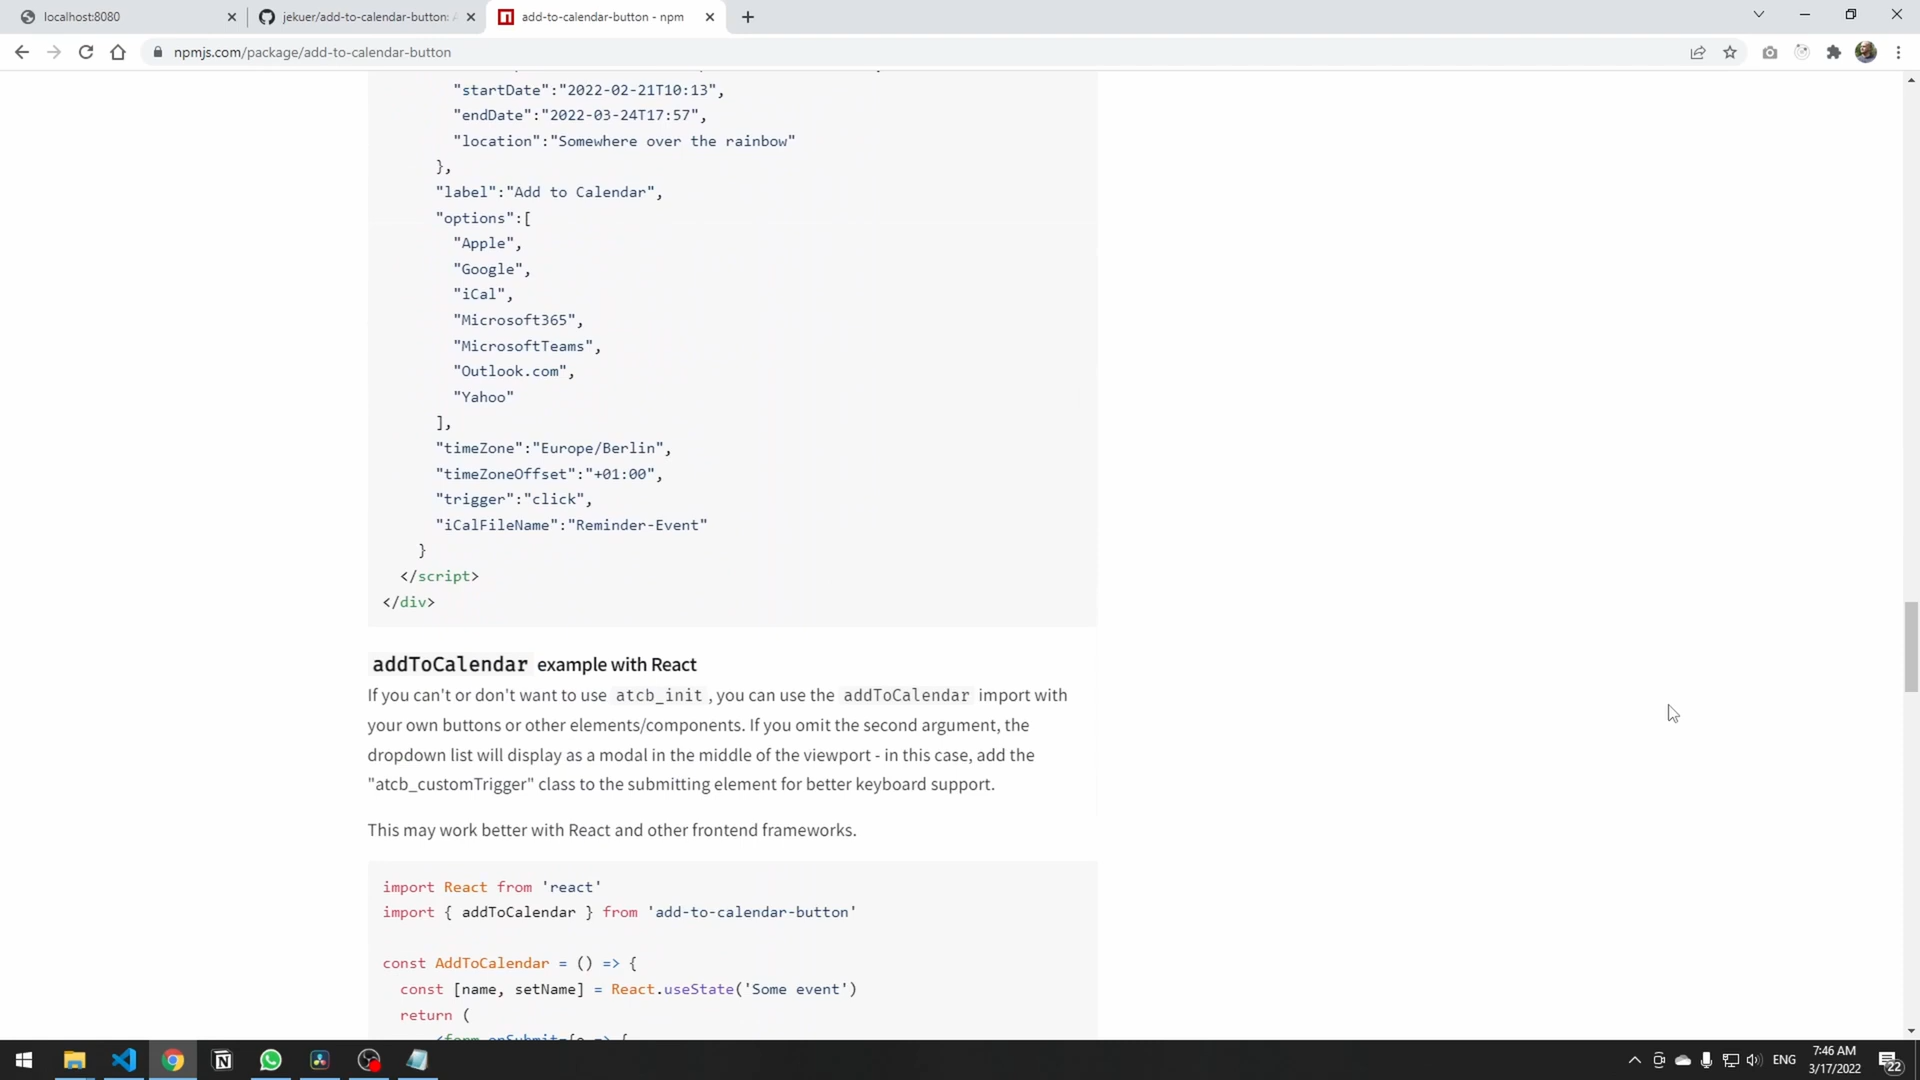 localhost:8080
jekuer/add-to-calendar-button:
add-to-calendar-button - npm
npmjs.com/package/add-to-calendar-button
"startDate":"2022-02-21T10:13",
"endDate":"2022-03-24T17:57",
"location":"Somewhere over the rainbow"
},
"label":"Add to Calendar",
"options":[
"Apple",
"Google",
"iCal",
"Microsoft365",
"MicrosoftTeams",
"Outlook.com",
"Yahoo"
],
"timeZone":"Europe/Berlin",
"timeZoneOffset":"+01:00",
"trigger":"click",
"iCalFileName":"Reminder-Event"
}
</script>
</div>
addToCalendar example with React
If you can't or don't want to use atcb_init , you can use the addToCalendar import with
your own buttons or other elements/components. If you omit the second argument, the
dropdown list will display as a modal in the middle of the viewport - in this case, add the
"atcb_customTrigger" class to the submitting element for better keyboard support.
This may work better with React and other frontend frameworks.
import React from 'react'
import { addToCalendar } from 'add-to-calendar-button'
const AddToCalendar = () => {
const [name, setName] = React.useState('Some event')
return (
<form onSubmit={e => {
ENG
7:46 AM
3/17/2022
22